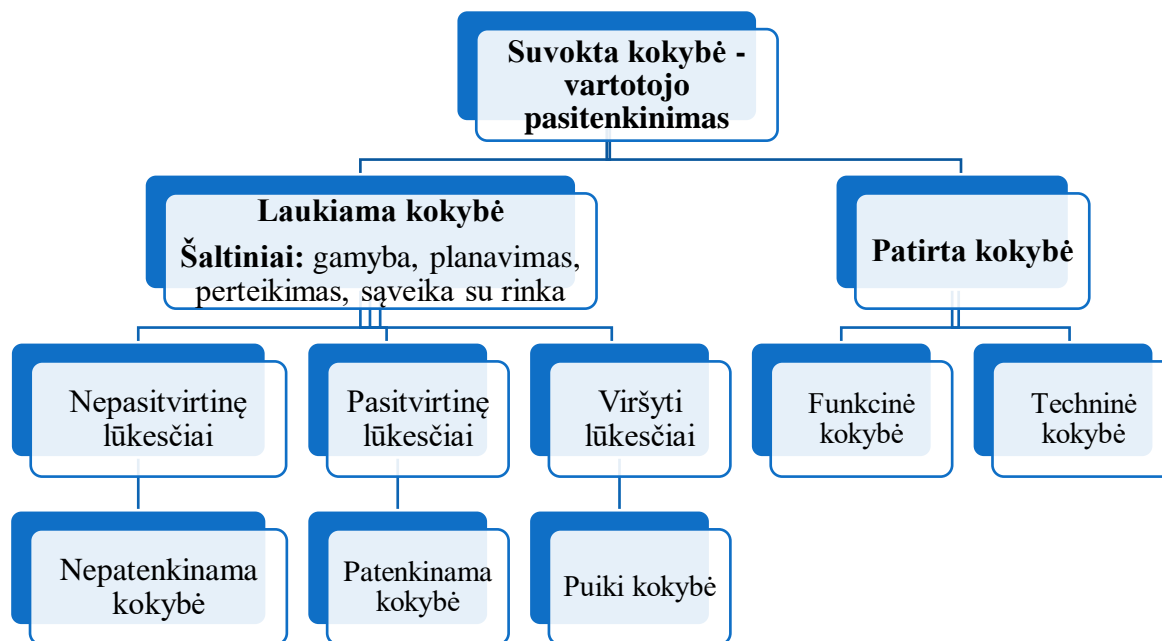 Suvokta kokybė -
vartotojo
pasitenkinimas
Laukiama kokybė
Šaltiniai: gamyba, planavimas,
perteikimas, sąveika su rinka
Patirta kokybė
Nepasitvirtinę
lūkesčiai
Pasitvirtinę
lūkesčiai
Viršyti
lūkesčiai
Funkcinė
kokybė
Techninė
kokybė
Nepatenkinama
kokybė
Patenkinama
kokybė
Puiki kokybė